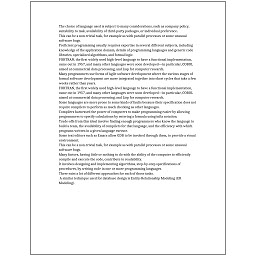 The choice of language used is subject to many considerations, such as company policy,
suitability to task, availability of third-party packages, or individual preference.
This can be a non-trivial task, for example as with parallel processes or some unusual
software bugs.
Proficient programming usually requires expertise in several different subjects, including
knowledge of the application domain, details of programming languages and generic code
libraries, specialized algorithms, and formal logic.
FORTRAN, the first widely used high-level language to have a functional implementation,
came out in 1957, and many other languages were soon developed—in particular, COBOL
aimed at commercial data processing, and Lisp for computer research.
Many programmers use forms of Agile software development where the various stages of
formal software development are more integrated together into short cycles that take a few
weeks rather than years.
FORTRAN, the first widely used high-level language to have a functional implementation,
came out in 1957, and many other languages were soon developed—in particular, COBOL
aimed at commercial data processing, and Lisp for computer research.
Some languages are more prone to some kinds of faults because their specification does not
require compilers to perform as much checking as other languages.
Compilers harnessed the power of computers to make programming easier by allowing
programmers to specify calculations by entering a formula using infix notation.
Trade-offs from this ideal involve finding enough programmers who know the language to
build a team, the availability of compilers for that language, and the efficiency with which
programs written in a given language execute.
Some text editors such as Emacs allow GDB to be invoked through them, to provide a visual
environment.
This can be a non-trivial task, for example as with parallel processes or some unusual
software bugs.
Many factors, having little or nothing to do with the ability of the computer to efficiently
compile and execute the code, contribute to readability.
It involves designing and implementing algorithms, step-by-step specifications of
procedures, by writing code in one or more programming languages.
There exist a lot of different approaches for each of those tasks.
A similar technique used for database design is Entity-Relationship Modeling (ER
Modeling).